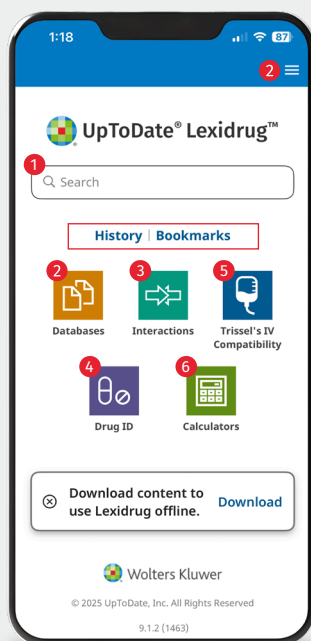 1:18
87
2
UpToDate® Lexidrug™
1
Search
History | Bookmarks
2
3
5
Databases
Interactions
Trissel's IV
Compatibility
4
6
Drug ID
Calculators
Download content to
use Lexidrug offline.
Download
Wolters Kluwer
© 2025 UpToDate, Inc. All Rights Reserved
9.1.2 (1463)